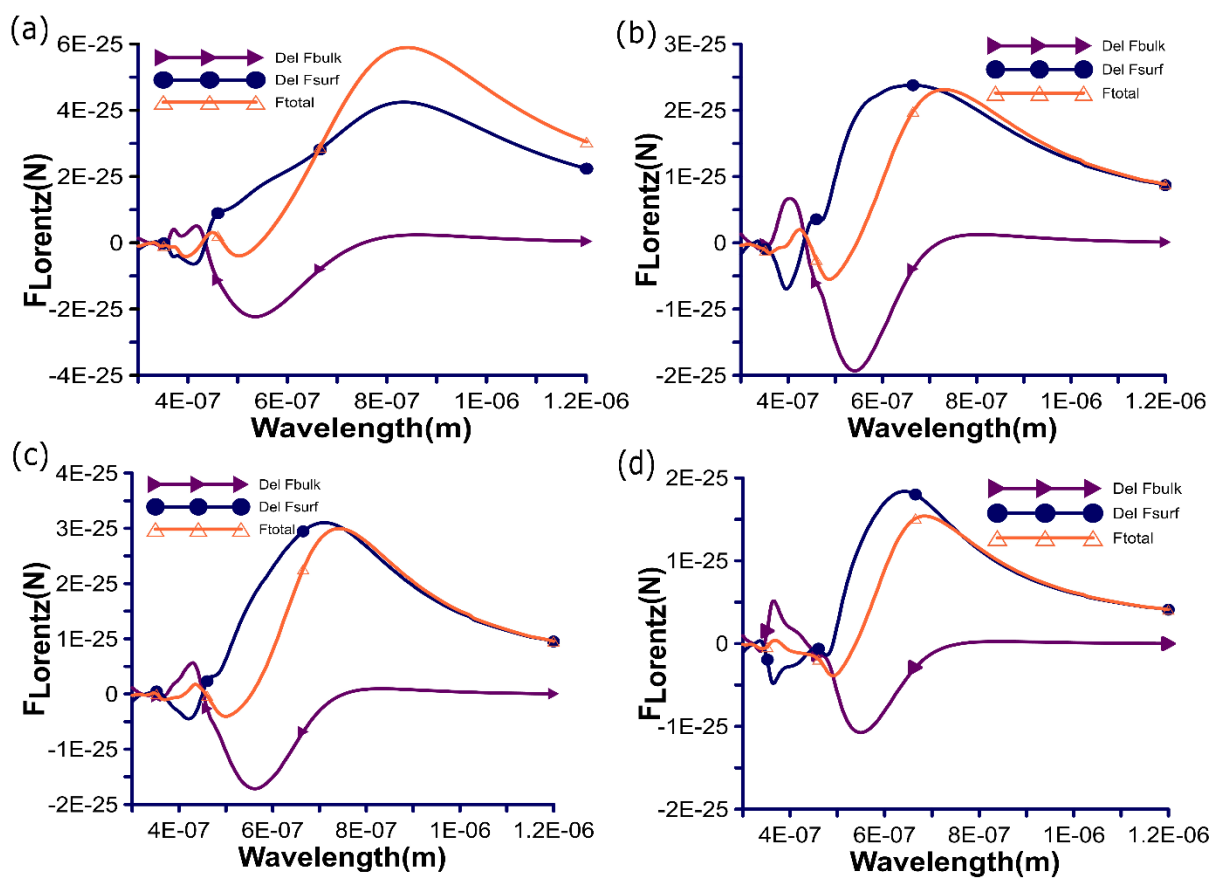 (a)
6E-25
4E-25
2E-25
0
-2E-25
-4E-25
FLorentz(N)
Del Fbulk
Del Fsurf
Ftotal
4E-07 6E-07 8E-07 1E-06 1.2E-06
Wavelength(m)
(b)
3E-25
2E-25
1E-25
0
-1E-25
-2E-25
FLorentz(N)
Del Fbulk
Del Fsurf
Ftotal
4E-07 6E-07 8E-07 1E-06 1.2E-06
Wavelength(m)
(c)
4E-25
3E-25
2E-25
1E-25
0
-1E-25
-2E-25
FLorentz(N)
Del Fbulk
Del Fsurf
Ftotal
4E-07 6E-07 8E-07 1E-06 1.2E-06
Wavelength(m)
(d)
2E-25
1E-25
0
-1E-25
-2E-25
FLorentz(N)
Del Fbulk
Del Fsurf
Ftotal
4E-07 6E-07 8E-07 1E-06 1.2E-06
Wavelength(m)